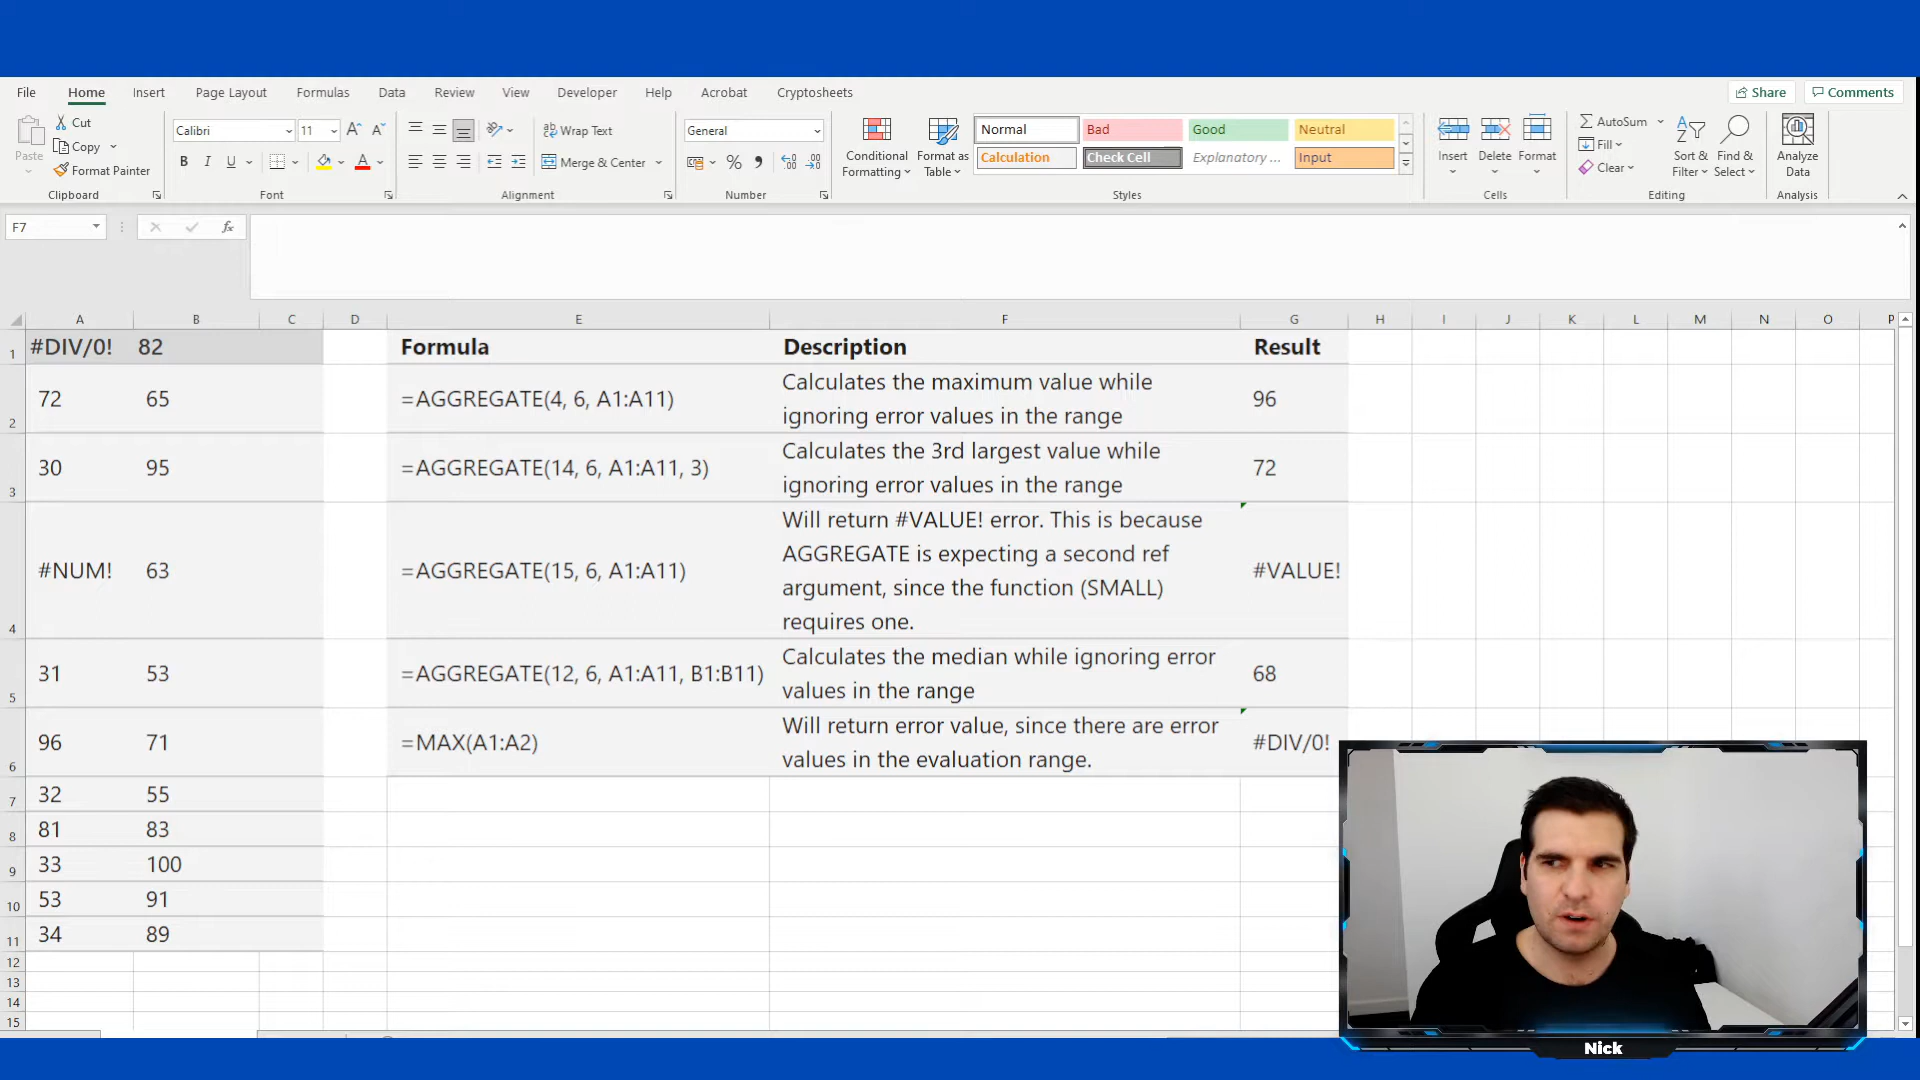 File Home Insert Page Layout Formulas Data Review View Developer Help Acrobat Cryptosheets Share Comments
Paste Cut Copy Format Painter
Clipboard
Calibri 11
B I U A
Font
Wrap Text
Merge & Center
Alignment
General
%
Number
Conditional Formatting
Format as Table
Normal Bad Good Neutral
Calculation Check Cell Explanatory ... Input
Styles
Insert Delete Format
Cells
AutoSum
Fill
Clear
Sort & Filter
Find & Select
Editing
Analyze Data
Analysis
F7 fx
A B C D E F G H I J K L M N O P
1 #DIV/0! 82 Formula Description Result
2 72 65 =AGGREGATE(4, 6, A1:A11) Calculates the maximum value while
ignoring error values in the range 96
3 30 95 =AGGREGATE(14, 6, A1:A11, 3) Calculates the 3rd largest value while
ignoring error values in the range 72
4 #NUM! 63 =AGGREGATE(15, 6, A1:A11) Will return #VALUE! error. This is because
AGGREGATE is expecting a second ref
argument, since the function (SMALL)
requires one. #VALUE!
5 31 53 =AGGREGATE(12, 6, A1:A11, B1:B11) Calculates the median while ignoring error
values in the range 68
6 96 71 =MAX(A1:A2) Will return error value, since there are error
values in the evaluation range. #DIV/0!
7 32 55
8 81 83
9 33 100
10 53 91
11 34 89
12
13
14
15
Nick